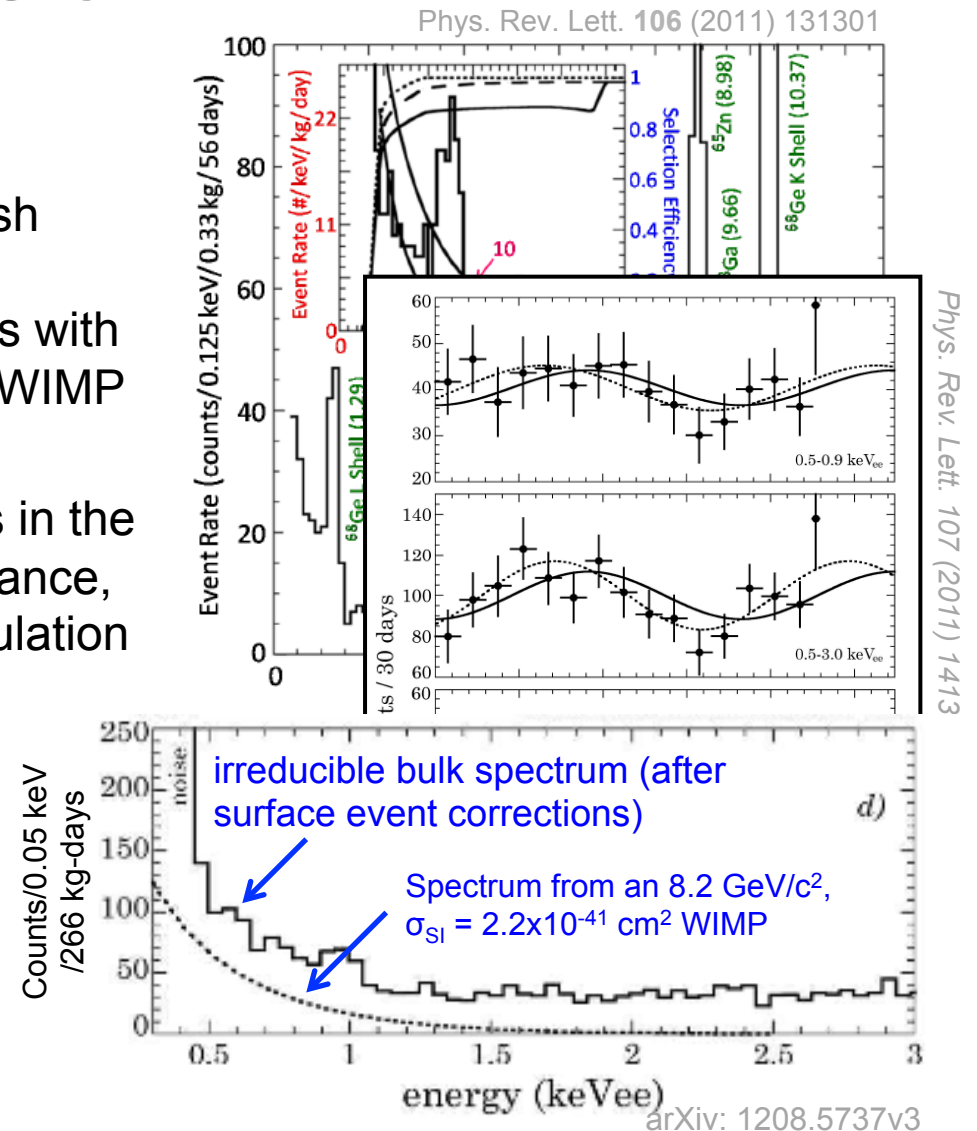 Phys. Rev. Lett. 106 (2011) 131301
100
80
60
40
20
0
0
Event Rate (counts/0.125 keV/0.33kg/56 days)
Event Rate (#/keV/kg/day)
22
11
0
0
10
1
0.8
0.6
0.4
Selection Efficienc
68Ge L Shell (1.29)
65Zn (8.98)
Ga (9.66)
68Ge K Shell (10.37)
sh
s with
WIMP
s in the
ance,
ulation
60
50
40
30
20
0.5-0.9 keVee
140
120
100
80
60
0.5-3.0 keVee
60
ts / 30 days
Phys. Rev. Lett. 107 (2011) 1413
250
200
150
100
50
0
Counts/0.05 keV
/266 kg-days
noise
irreducible bulk spectrum (after
surface event corrections)
d)
Spectrum from an 8.2 GeV/c²,
σSI = 2.2x10⁻⁴¹ cm² WIMP
0.5 1 1.5 2 2.5 3
energy (keVee)
arXiv: 1208.5737v3